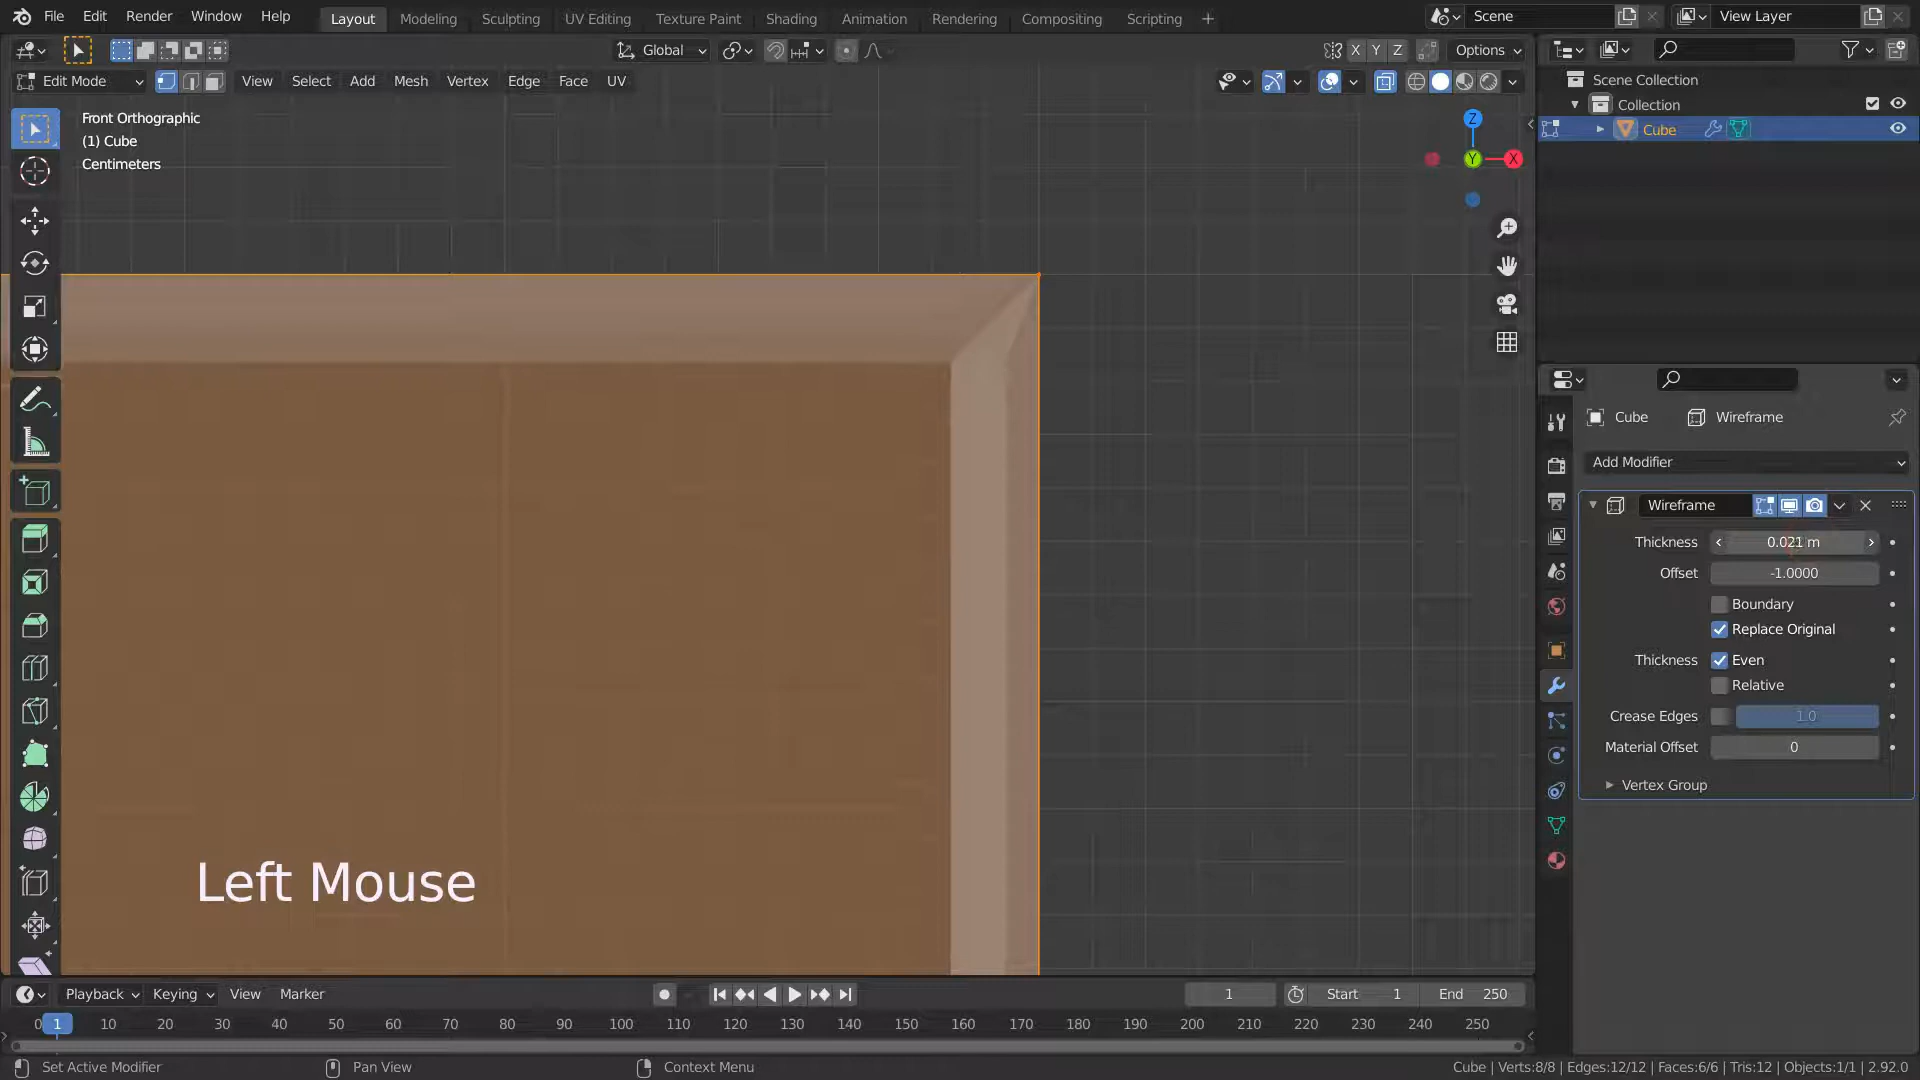 File Edit Render Window Help Layout Modeling Sculpting UV Editing Texture Paint Shading Animation Rendering Compositing Scripting + Scene View Layer
Global X Y Z Options
Edit Mode View Select Add Mesh Vertex Edge Face UV
Scene Collection
Collection
Cube
Front Orthographic
(1) Cube
Centimeters
Z
Y
X
Cube Wireframe
Add Modifier
Wireframe
Thickness 0.021 m
Offset -1.0000
Boundary
Replace Original
Thickness Even
Relative
Crease Edges 1.0
Material Offset 0
Vertex Group
Left Mouse
Playback Keying View Marker 1 Start 1 End 250
0 1 10 20 30 40 50 60 70 80 90 100 110 120 130 140 150 160 170 180 190 200 210 220 230 240 250
Set Active Modifier Pan View Context Menu Cube | Verts:8/8 | Edges:12/12 | Faces:6/6 | Tris:12 | Objects:1/1 | 2.92.0